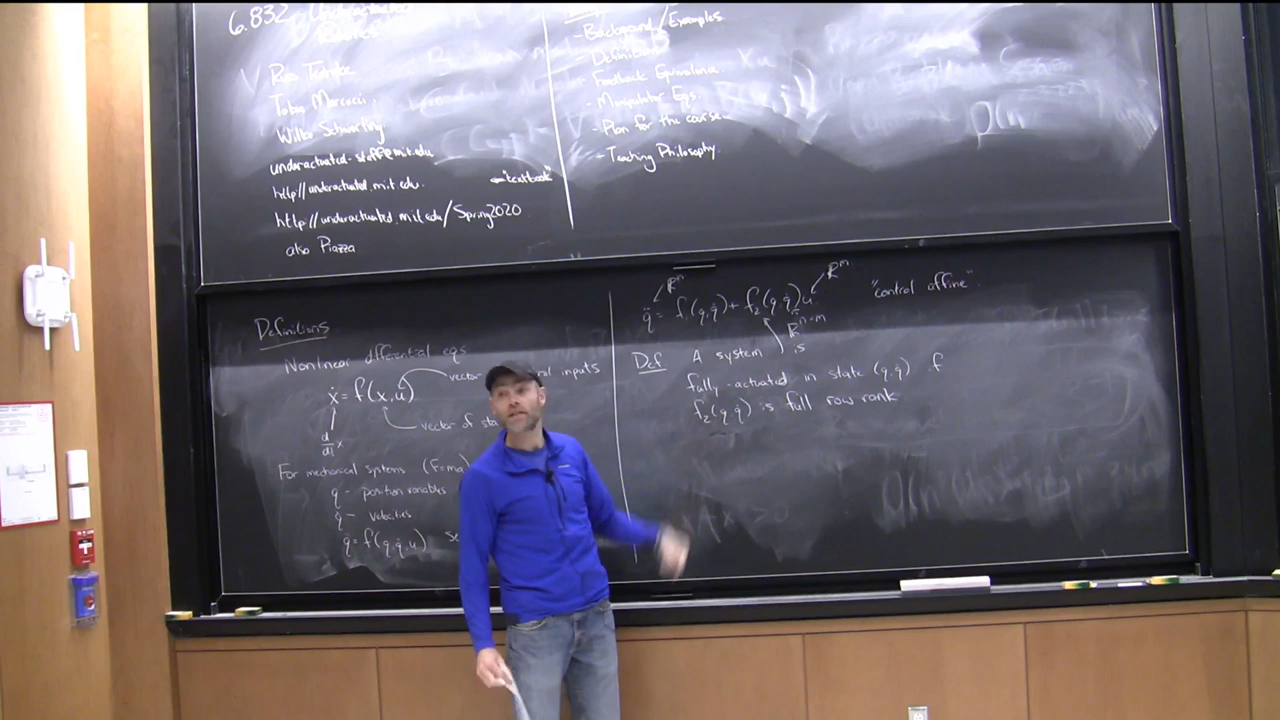 6.832 Underactuated
Robotics
Russ Tedrake
Tobia Marcucci
Wilko Schwarting
underactuated-staff@mit.edu
http://underactuated.mit.edu ← "textbook"
http://underactuated.mit.edu/Spring2020
also Piazza
- Background/Examples
- Definitions
- Feedback Equivalence
- Manipulator Eqs.
- Plan for the course
- Teaching Philosophy
Definitions
Nonlinear differential eqs
ẋ = f(x,u)
vector inputs
vector of
d/dt x
For mechanical systems (F=ma)
q - position variables
q̇ - velocities
q̈ = f(q,q̇,u)
q̈ = f₁(q,q̇) + f₂(q,q̇)u "control affine"
ℝⁿ
ℝᵐ
ℝⁿˣᵐ
Def A system is
fully-actuated in state (q,q̇) if
f₂(q,q̇) is full row rank